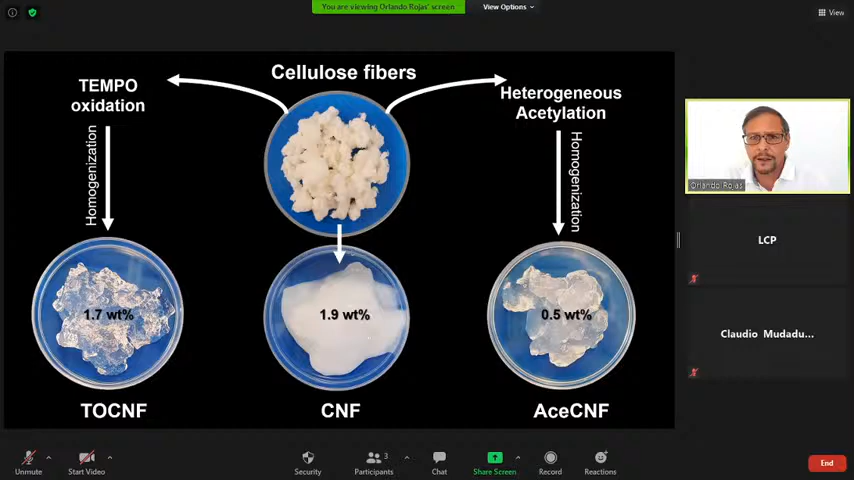 You are viewing Orlando Rojas' screen
View Options
View
Cellulose fibers
TEMPO
oxidation
Heterogeneous
Acetylation
Homogenization
Homogenization
1.7 wt%
1.9 wt%
0.5 wt%
TOCNF
CNF
AceCNF
Orlando Rojas
LCP
Claudio Mudadu...
Unmute
Start Video
Security
3
Participants
Chat
Share Screen
Record
Reactions
End